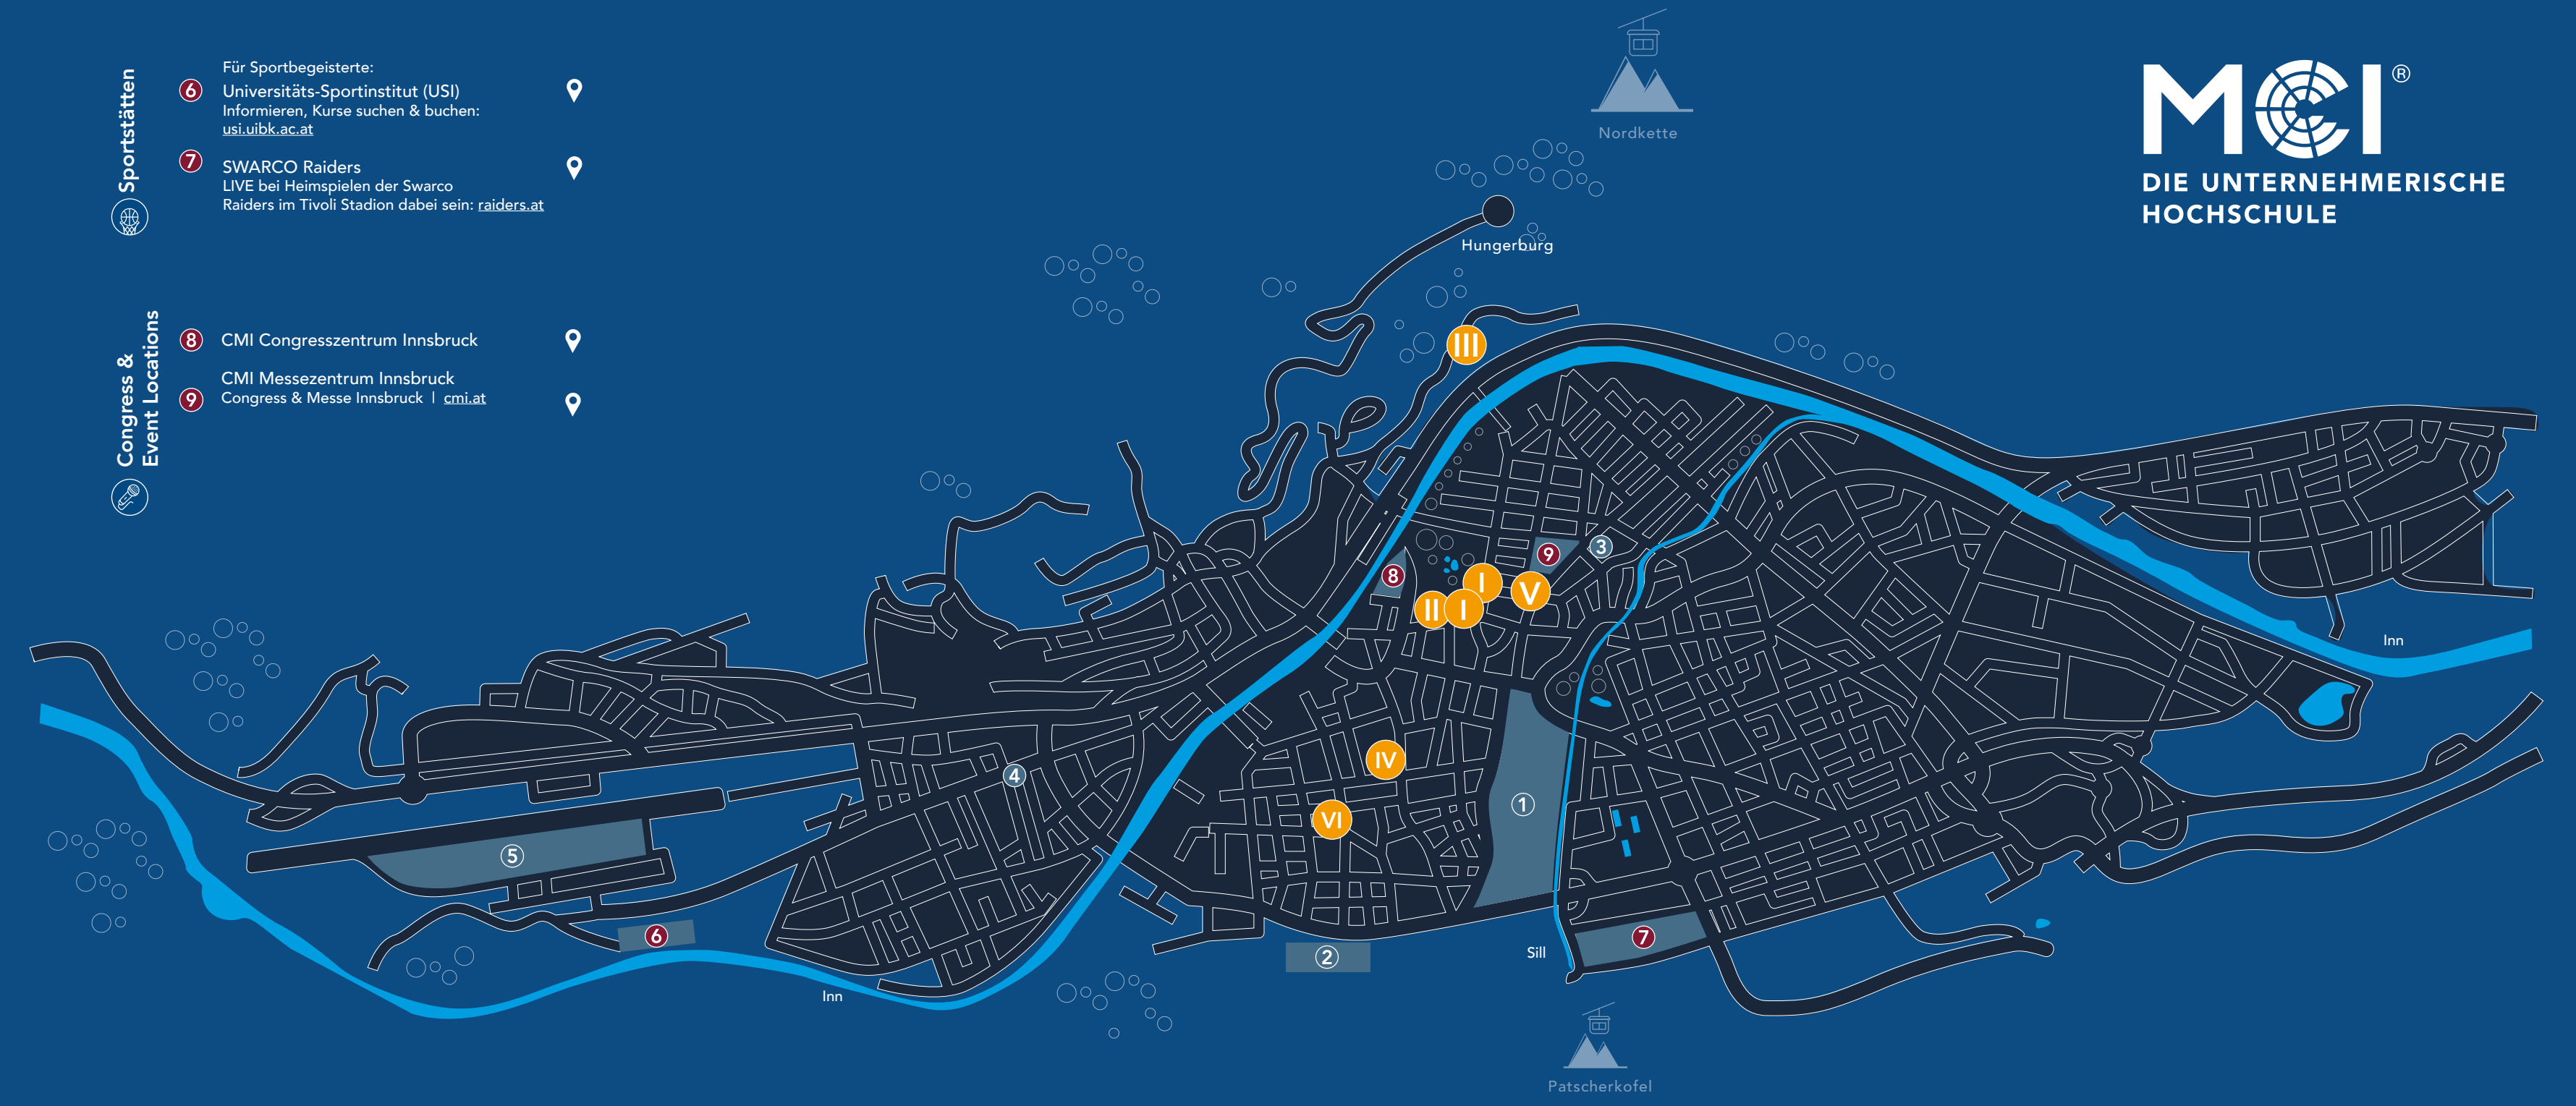 Sportstätten
6
Für Sportbegeisterte:
Universitäts-Sportinstitut (USI)
Informieren, Kurse suchen & buchen:
usi.uibk.ac.at
7
SWARCO Raiders
LIVE bei Heimspielen der Swarco
Raiders im Tivoli Stadion dabei sein: raiders.at
Congress &
Event Locations
8
CMI Congresszentrum Innsbruck
9
CMI Messezentrum Innsbruck
Congress & Messe Innsbruck | cmi.at
MCI®
DIE UNTERNEHMERISCHE
HOCHSCHULE
Nordkette
Hungerburg
III
9
3
8
I
V
II
I
Inn
IV
4
1
VI
5
6
7
Sill
2
Inn
Patscherkofel